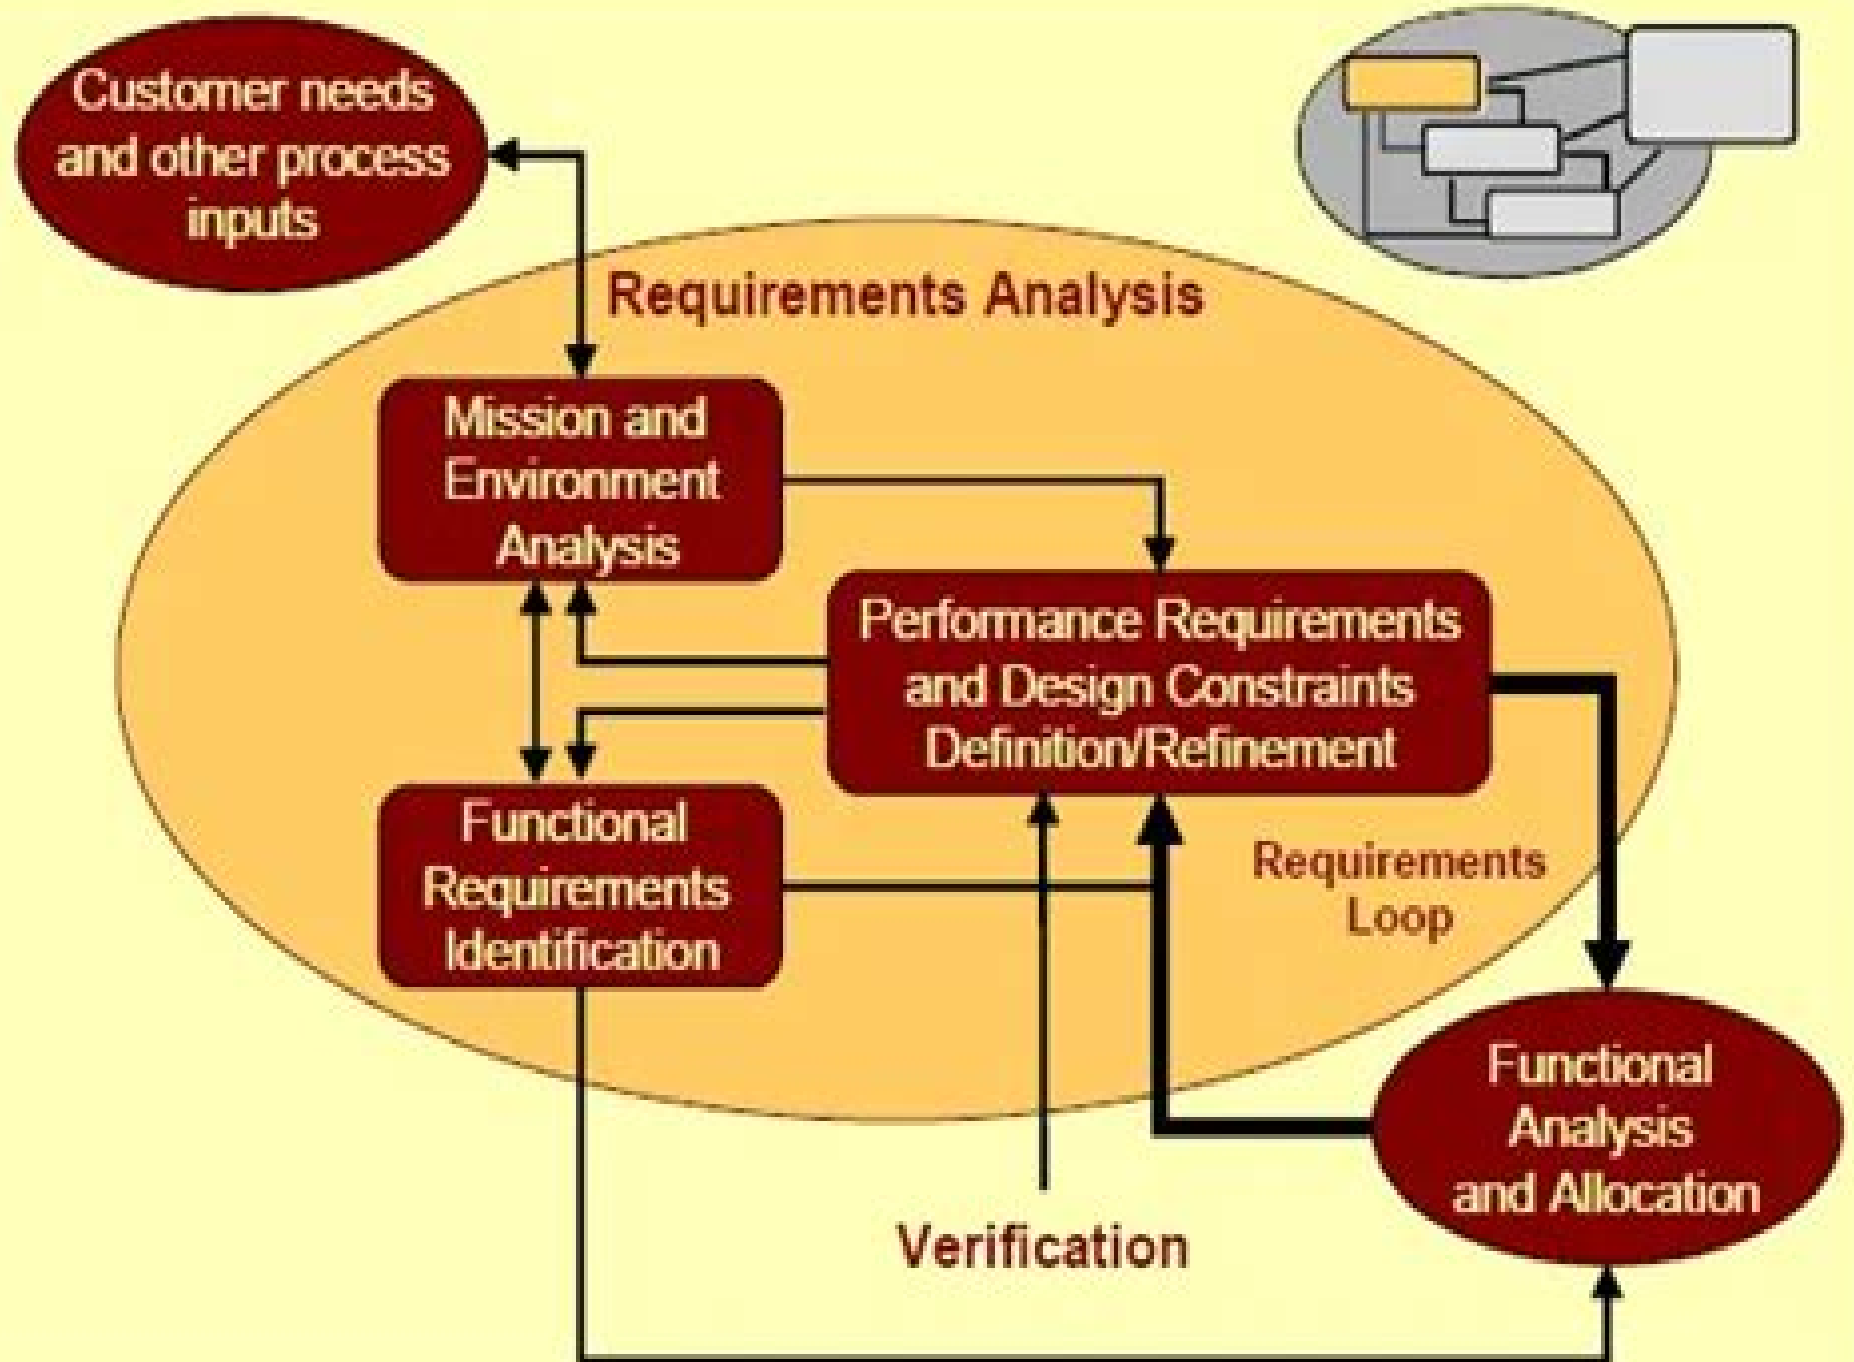 Customer needs
and other process
inputs
Requirements Analysis
Mission and
Environment
Analysis
Performance Requirements
and Design Constraints
Definition/Refinement
Functional
Requirements
Identification
Requirements
Loop
Functional
Analysis
and Allocation
Verification